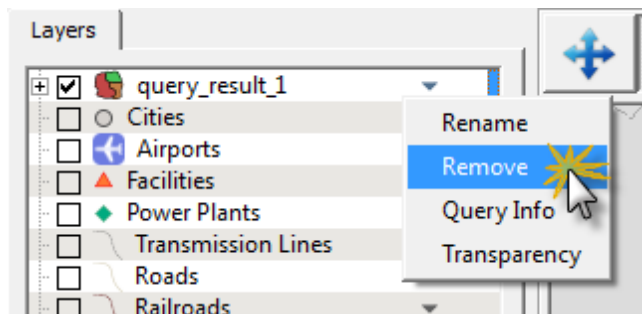 Layers
query_result_1
Cities
Airports
Facilities
Power Plants
Transmission Lines
Roads
Railroads
Rename
Remove
Query Info
Transparency